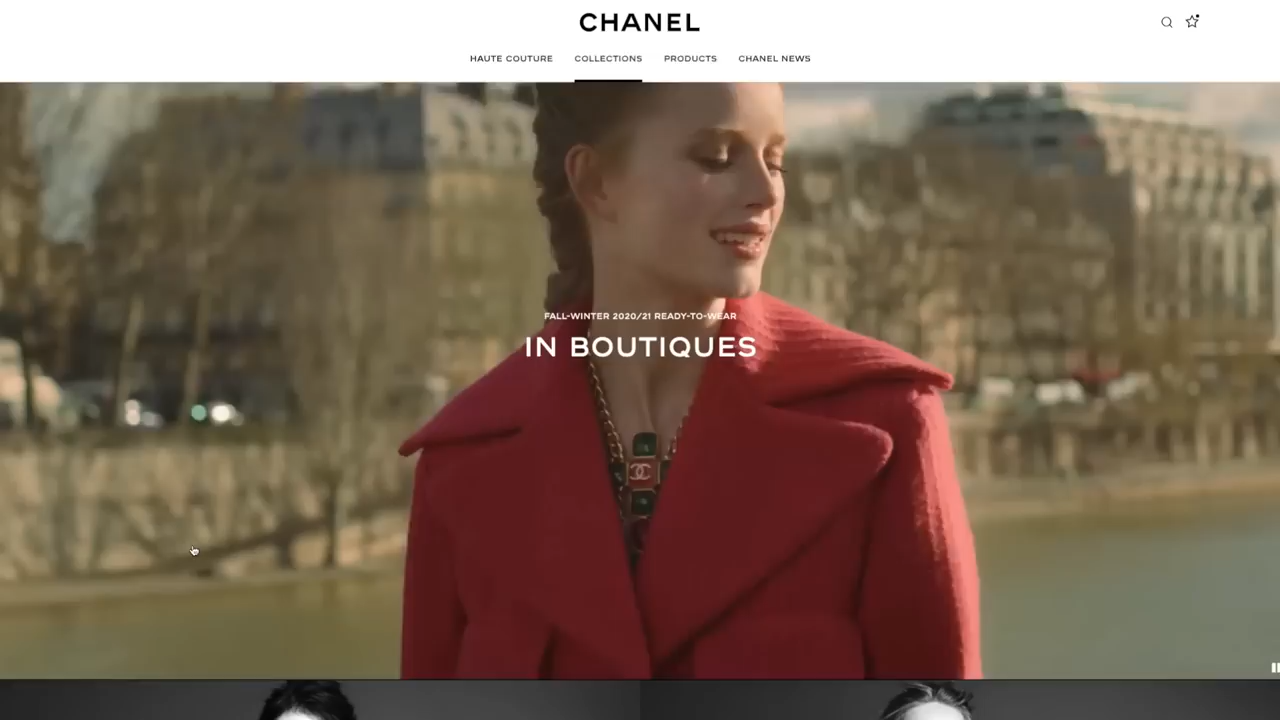 CHANEL
HAUTE COUTURE
COLLECTIONS
PRODUCTS
CHANEL NEWS
FALL-WINTER 2020/21 READY-TO-WEAR
IN BOUTIQUES